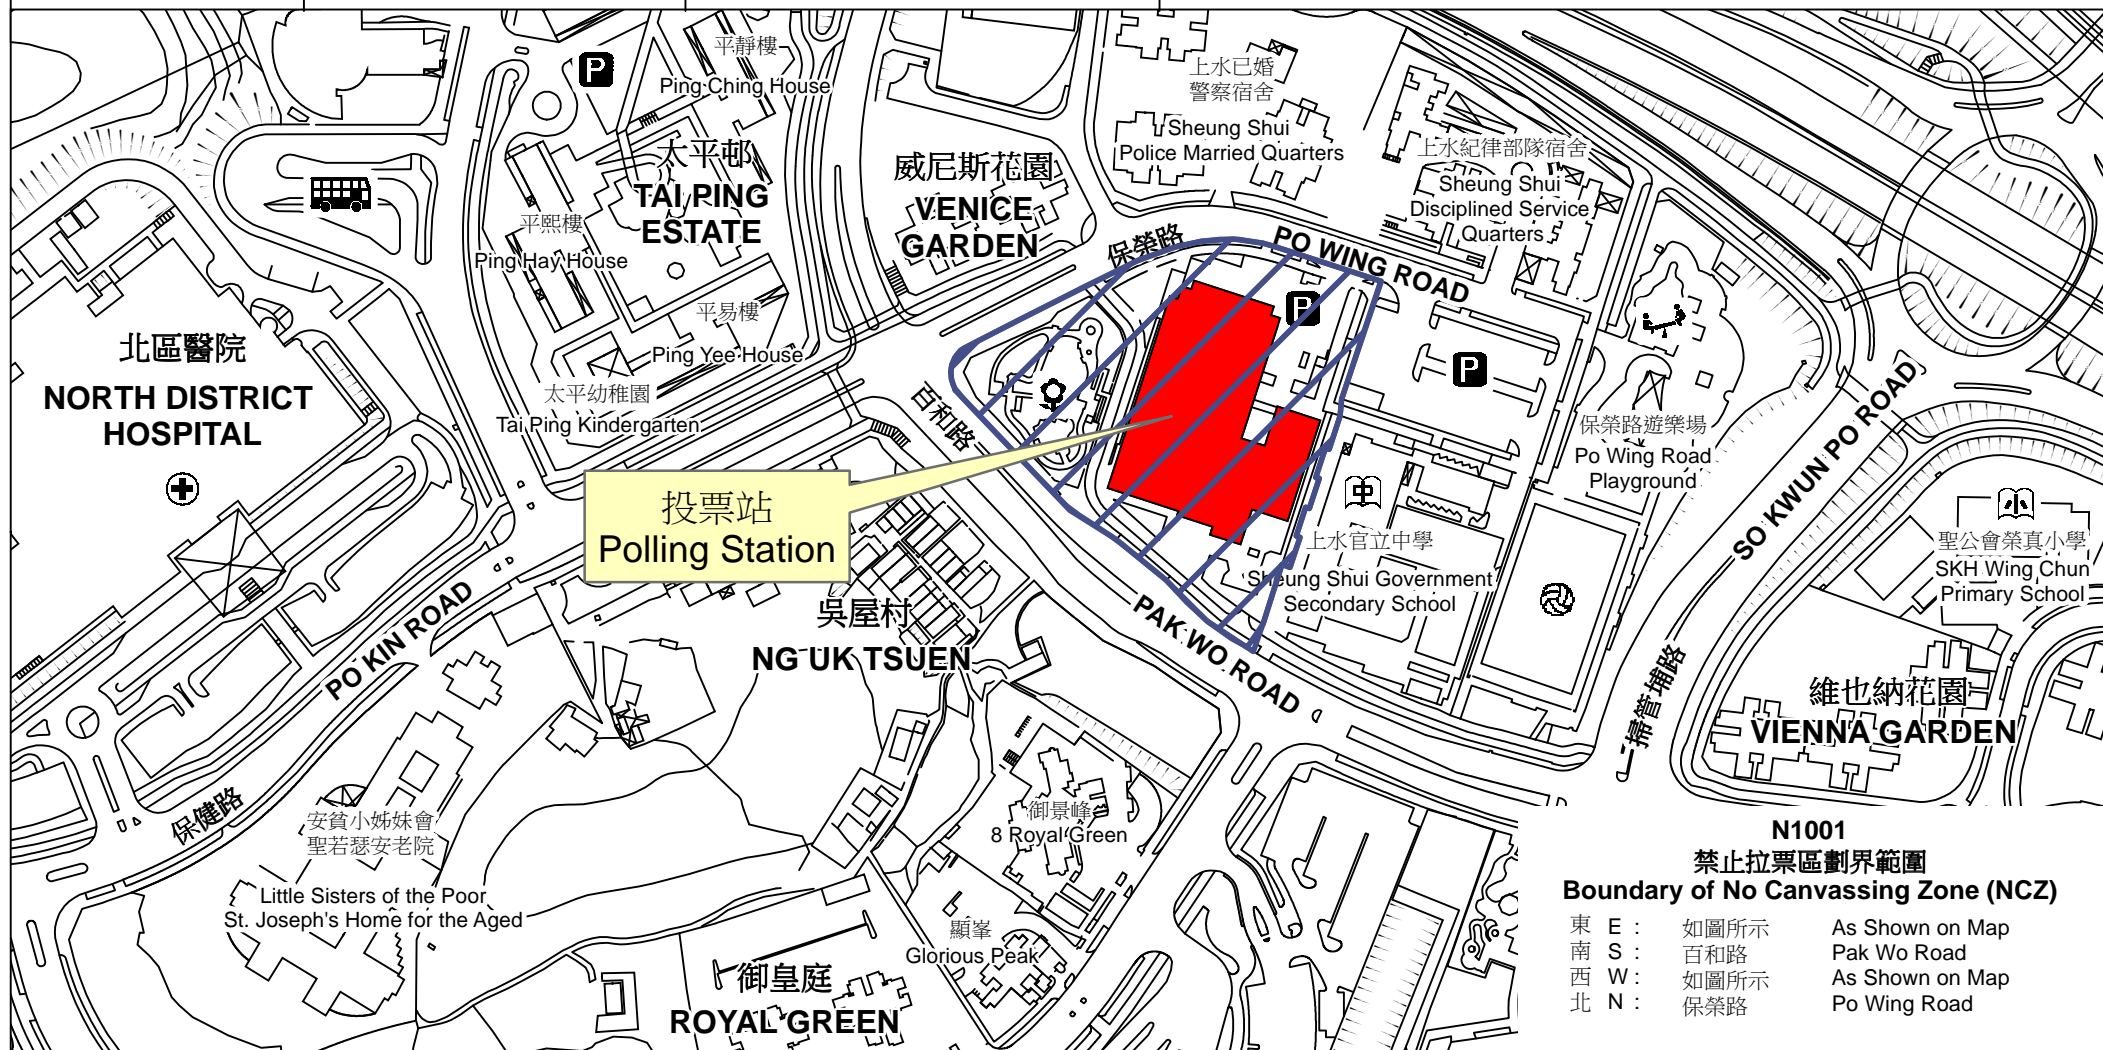 平靜樓
Ping Ching House
P
上水已婚
警察宿舍
Sheung Shui
Police Married Quarters
上水紀律部隊宿舍
Sheung Shui
Disciplined Service
Quarters
太平邨
TAI PING
ESTATE
威尼斯花園
VENICE
GARDEN
平熙樓
Ping Hay House
保榮路
PO WING ROAD
P
平易樓
Ping Yee House
北區醫院
NORTH DISTRICT
HOSPITAL
太平幼稚園
Tai Ping Kindergarten
百和路
P
保榮路遊樂場
Po Wing Road
Playground
SO KWUN PO ROAD
投票站
Polling Station
中
上水官立中學
Sheung Shui Government
Secondary School
小
聖公會榮真小學
SKH Wing Chun
Primary School
PO KIN ROAD
吳屋村
NG UK TSUEN
PAK WO ROAD
掃管埔路
維也納花園
VIENNA GARDEN
保健路
安貧小姊妹會
聖若瑟安老院
Little Sisters of the Poor
St. Joseph's Home for the Aged
御景峰
8 Royal Green
顯峯
Glorious Peak
御皇庭
ROYAL GREEN
N1001
禁止拉票區劃界範圍
Boundary of No Canvassing Zone (NCZ)
東 E : 如圖所示 As Shown on Map
南 S : 百和路 Pak Wo Road
西 W : 如圖所示 As Shown on Map
北 N : 保榮路 Po Wing Road